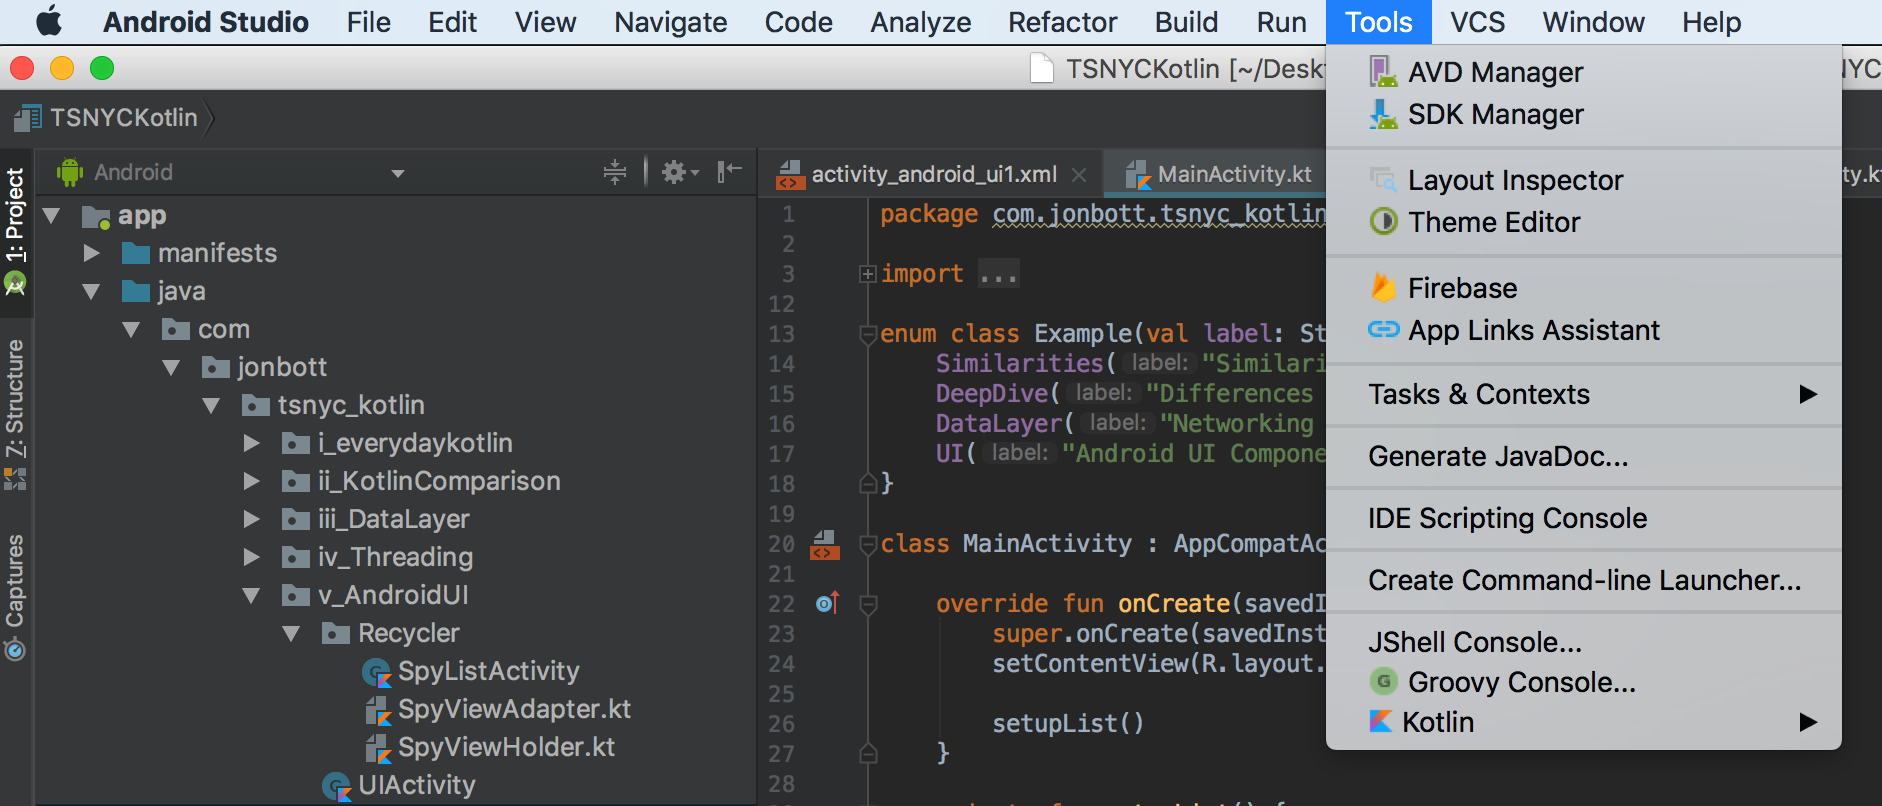 Android Studio File Edit View Navigate Code Analyze Refactor Build Run Tools VCS Window Help
TSNYCKotlin [~/Desk
YC
TSNYCKotlin
Android
activity_android_ui1.xml
MainActivity.kt
ty.k
1: Project
7: Structure
Captures
app
manifests
java
com
jonbott
tsnyc_kotlin
i_everydaykotlin
ii_KotlinComparison
iii_DataLayer
iv_Threading
v_AndroidUI
Recycler
SpyListActivity
SpyViewAdapter.kt
SpyViewHolder.kt
UIActivity
1 package com.jonbott.tsnyc_kotlin
2
3 import ...
12
13 enum class Example(val label: St
14 Similarities( label: "Similari
15 DeepDive( label: "Differences
16 DataLayer( label: "Networking
17 UI( label: "Android UI Compone
18 }
19
20 class MainActivity : AppCompatAc
21
22 override fun onCreate(savedI
23 super.onCreate(savedInst
24 setContentView(R.layout.
25
26 setupList()
27 }
28
AVD Manager
SDK Manager
Layout Inspector
Theme Editor
Firebase
App Links Assistant
Tasks & Contexts
Generate JavaDoc...
IDE Scripting Console
Create Command-line Launcher...
JShell Console...
Groovy Console...
Kotlin